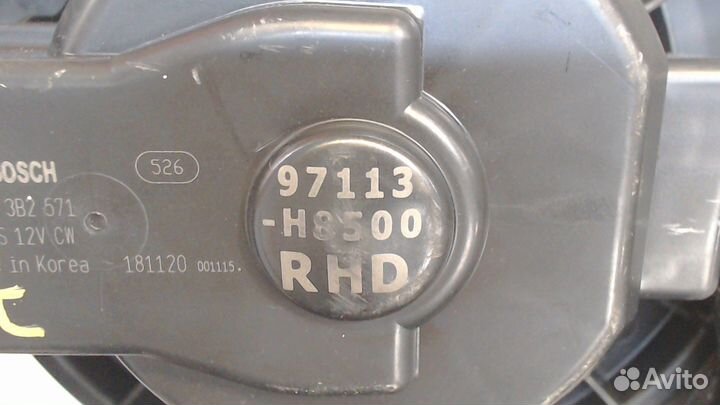 BOSCH
526
3B2 571
S 12V CW
in Korea - 181120 001115.
97113
-H8500
RHD
Avito